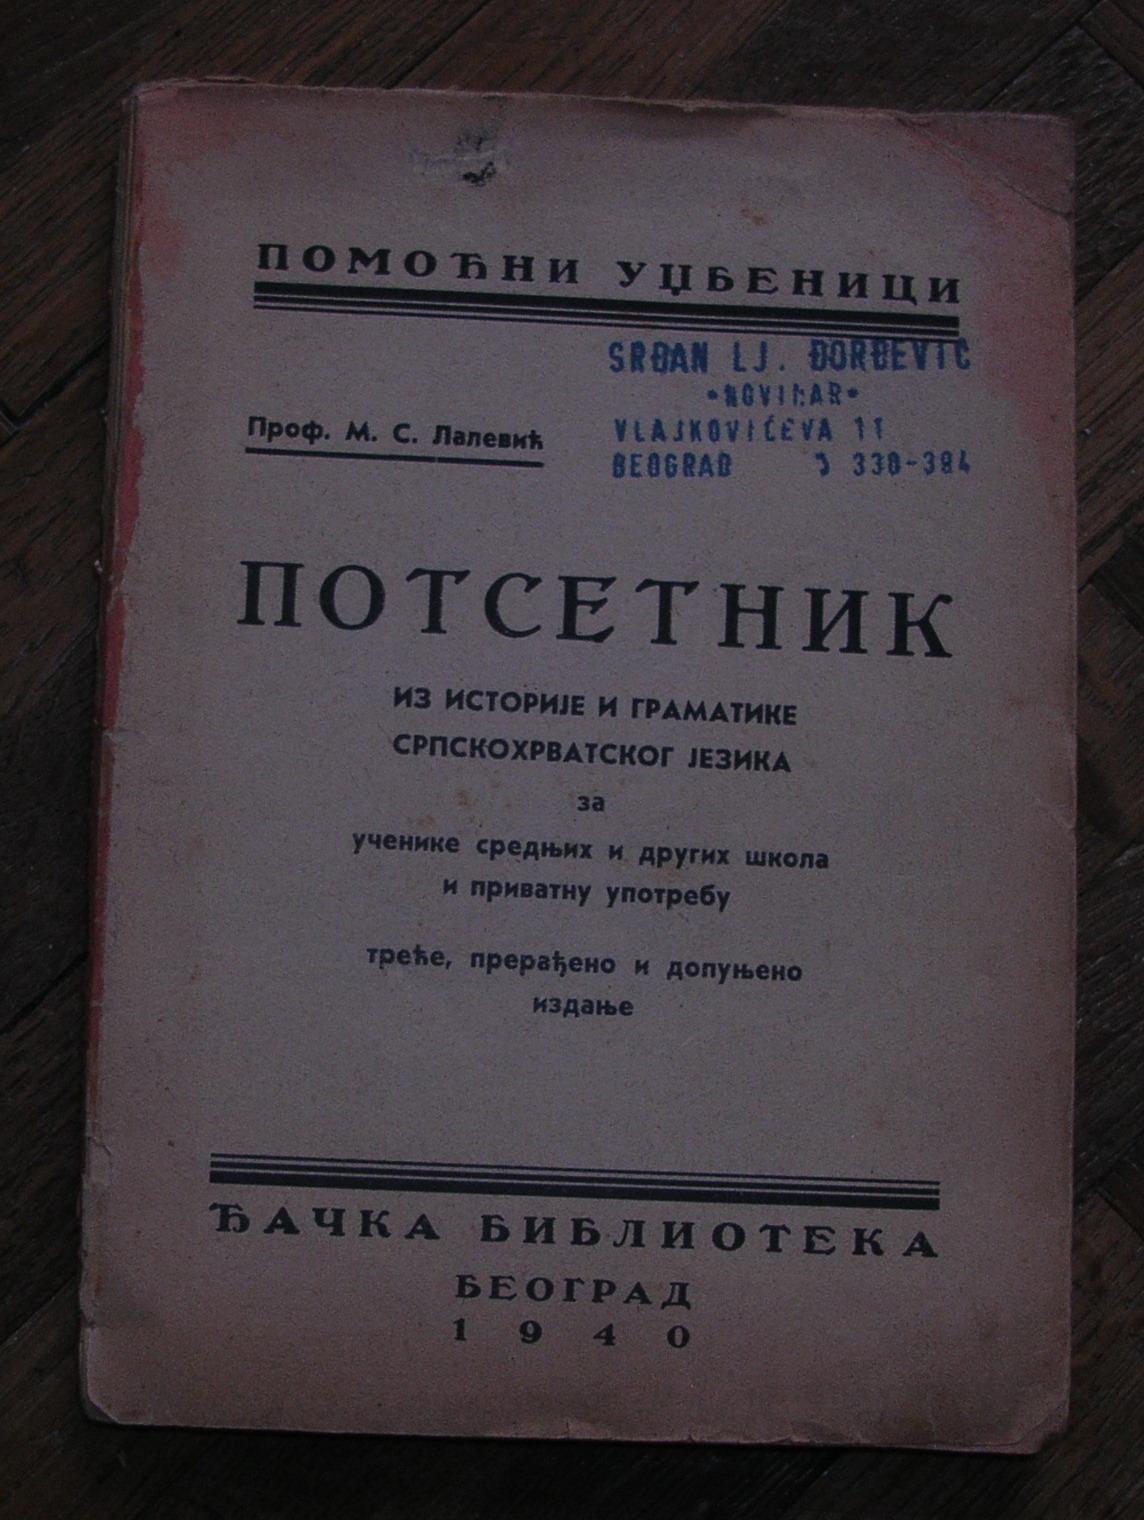 ПОМОЋНИ УЏБЕНИЦИ
SRĐAN LJ. ĐORĐEVIĆ
•NOVINAR•
VLAJKOVIĆEVA 11
BEOGRAD 330-384
Проф. М. С. Лалевић
ПОТСЕТНИК
ИЗ ИСТОРИЈЕ И ГРАМАТИКЕ
СРПСКОХРВАТСКОГ ЈЕЗИКА
за
ученике средњих и других школа
и приватну употребу
треће, прерађено и допуњено
издање
ЂАЧКА БИБЛИОТЕКА
БЕОГРАД
1940